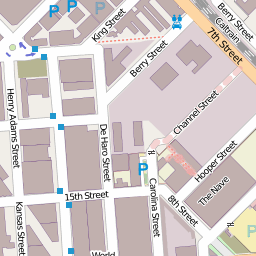 P
P
King Street
Berry Street
Berry Street
Caltrain
7th Street
Channel Street
Henry Adams Street
De Haro Street
Hooper Street
The Nave
P
P
15th Street
Carolina Street
8th Street
Kansas Street
World